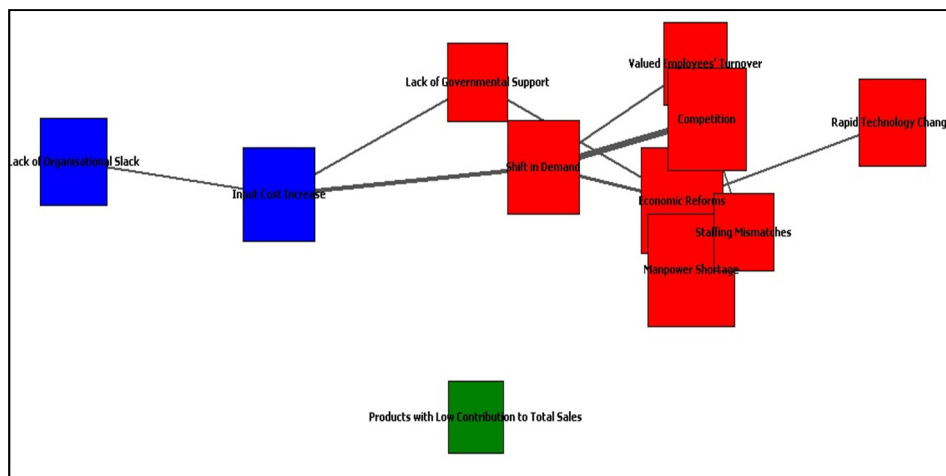 Valued Employees' Turnover
Lack of Governmental Support
Competition
Rapid Technology Chang
Lack of Organisational Slack
Shift in Demand
Input Cost Increase
Economic Reforms
Staffing Mismatches
Manpower Shortage
Products with Low Contribution to Total Sales